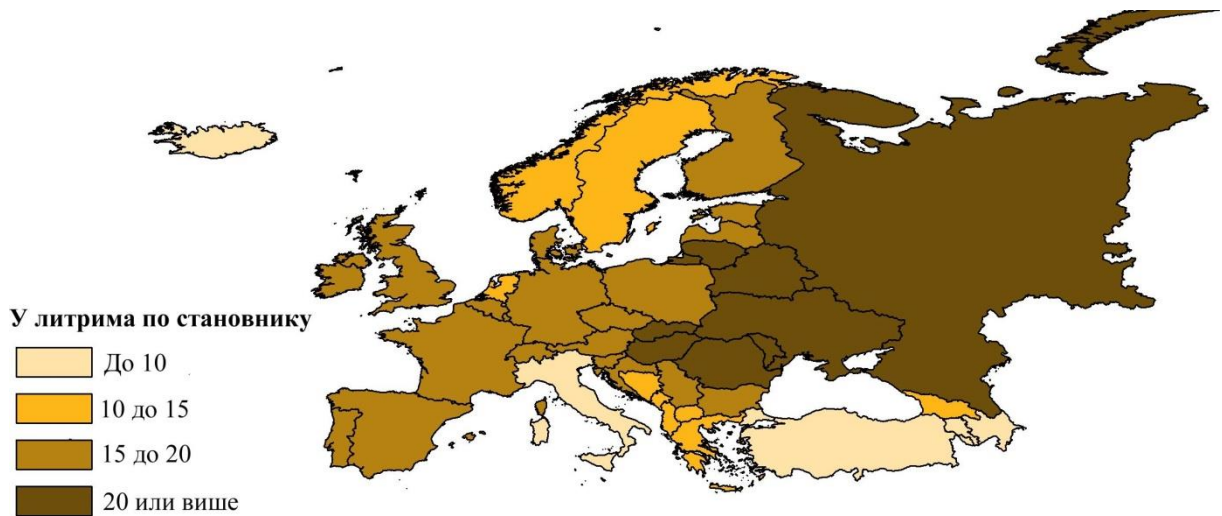 У литрима по становнику
До 10
10 до 15
15 до 20
20 или више